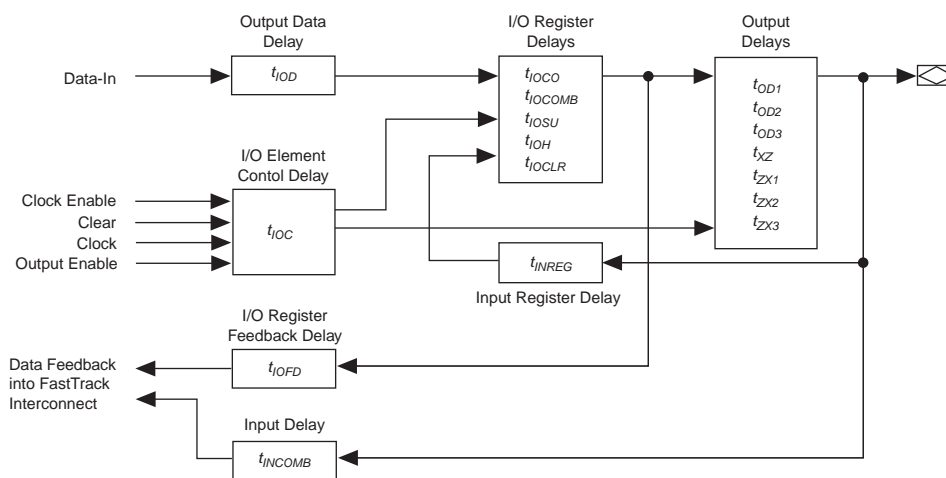 Output Data
Delay
I/O Register
Delays
Output
Delays
Data-In
tIOD
tIOCO
tIOCOMB
tIOSU
tIOH
tIOCLR
tOD1
tOD2
tOD3
tXZ
tZX1
tZX2
tZX3
I/O Element
Contol Delay
Clock Enable
Clear
Clock
Output Enable
tIOC
tINREG
Input Register Delay
I/O Register
Feedback Delay
tIOFD
Data Feedback
into FastTrack
Interconnect
Input Delay
tINCOMB